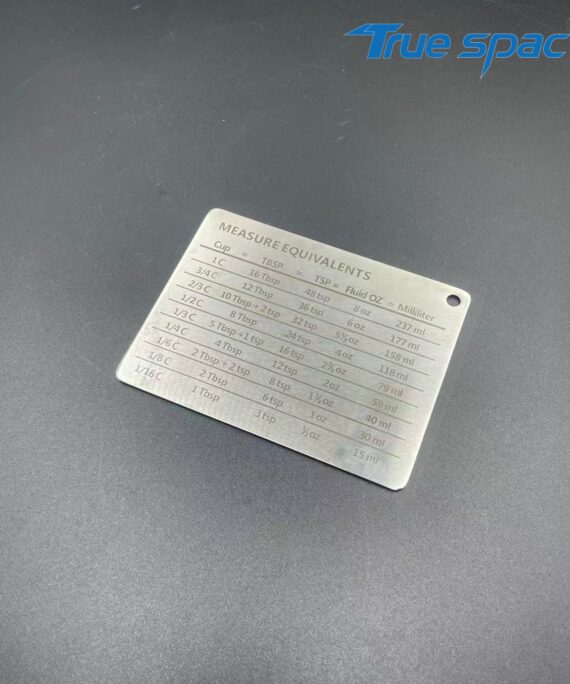 True spac
MEASURE EQUIVALENTS
Cup = TBSP = TSP = Fluid OZ = Milliliter
1 C 16 Tbsp 48 tsp 8 oz 237 ml
3/4 C 12 Tbsp 36 tsp 6 oz 177 ml
2/3 C 10 Tbsp + 2 tsp 32 tsp 5⅓ oz 158 ml
1/2 C 8 Tbsp 24 tsp 4 oz 118 ml
1/3 C 5 Tbsp +1 tsp 16 tsp 2⅔ oz 79 ml
1/4 C 4 Tbsp 12 tsp 2 oz 59 ml
1/6 C 2 Tbsp + 2 tsp 8 tsp 1⅓ oz 40 ml
1/8 C 2 Tbsp 6 tsp 1 oz 30 ml
1/16 C 1 Tbsp 3 tsp ½ oz 15 ml